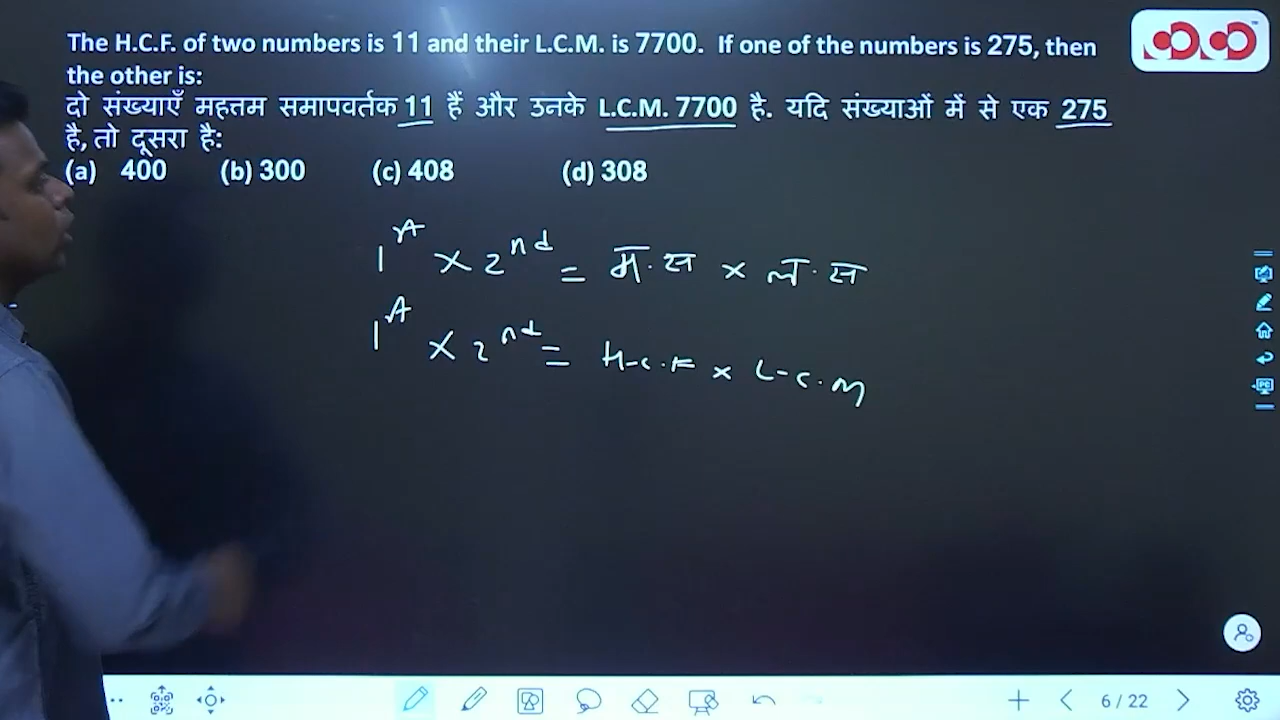 The H.C.F. of two numbers is 11 and their L.C.M. is 7700. If one of the numbers is 275, then
the other is:
दो संख्याएँ महत्तम समापवर्तक 11 हैं और उनके L.C.M. 7700 है. यदि संख्याओं में से एक 275
है, तो दूसरा है:
(a) 400 (b) 300 (c) 408 (d) 308
× 2nd = म.स × ल.स
× 2nd = H.C.F × L.C.M
6 / 22